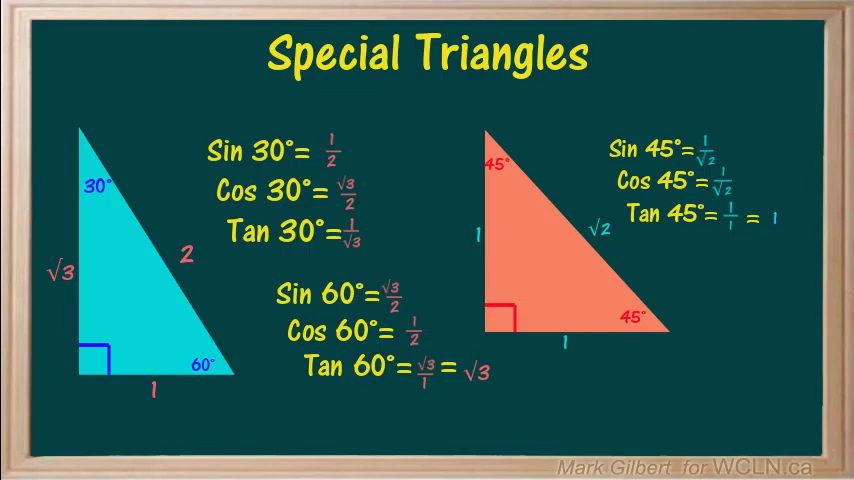 Special Triangles
30°
√3
2
60°
1
Sin 30°= 1/2
Cos 30°= √3/2
Tan 30°= 1/√3
Sin 60°= √3/2
Cos 60°= 1/2
Tan 60°= √3/1 = √3
45°
1
√2
45°
1
Sin 45°= 1/√2
Cos 45°= 1/√2
Tan 45°= 1/1 = 1
Mark Gilbert for WCLN.ca